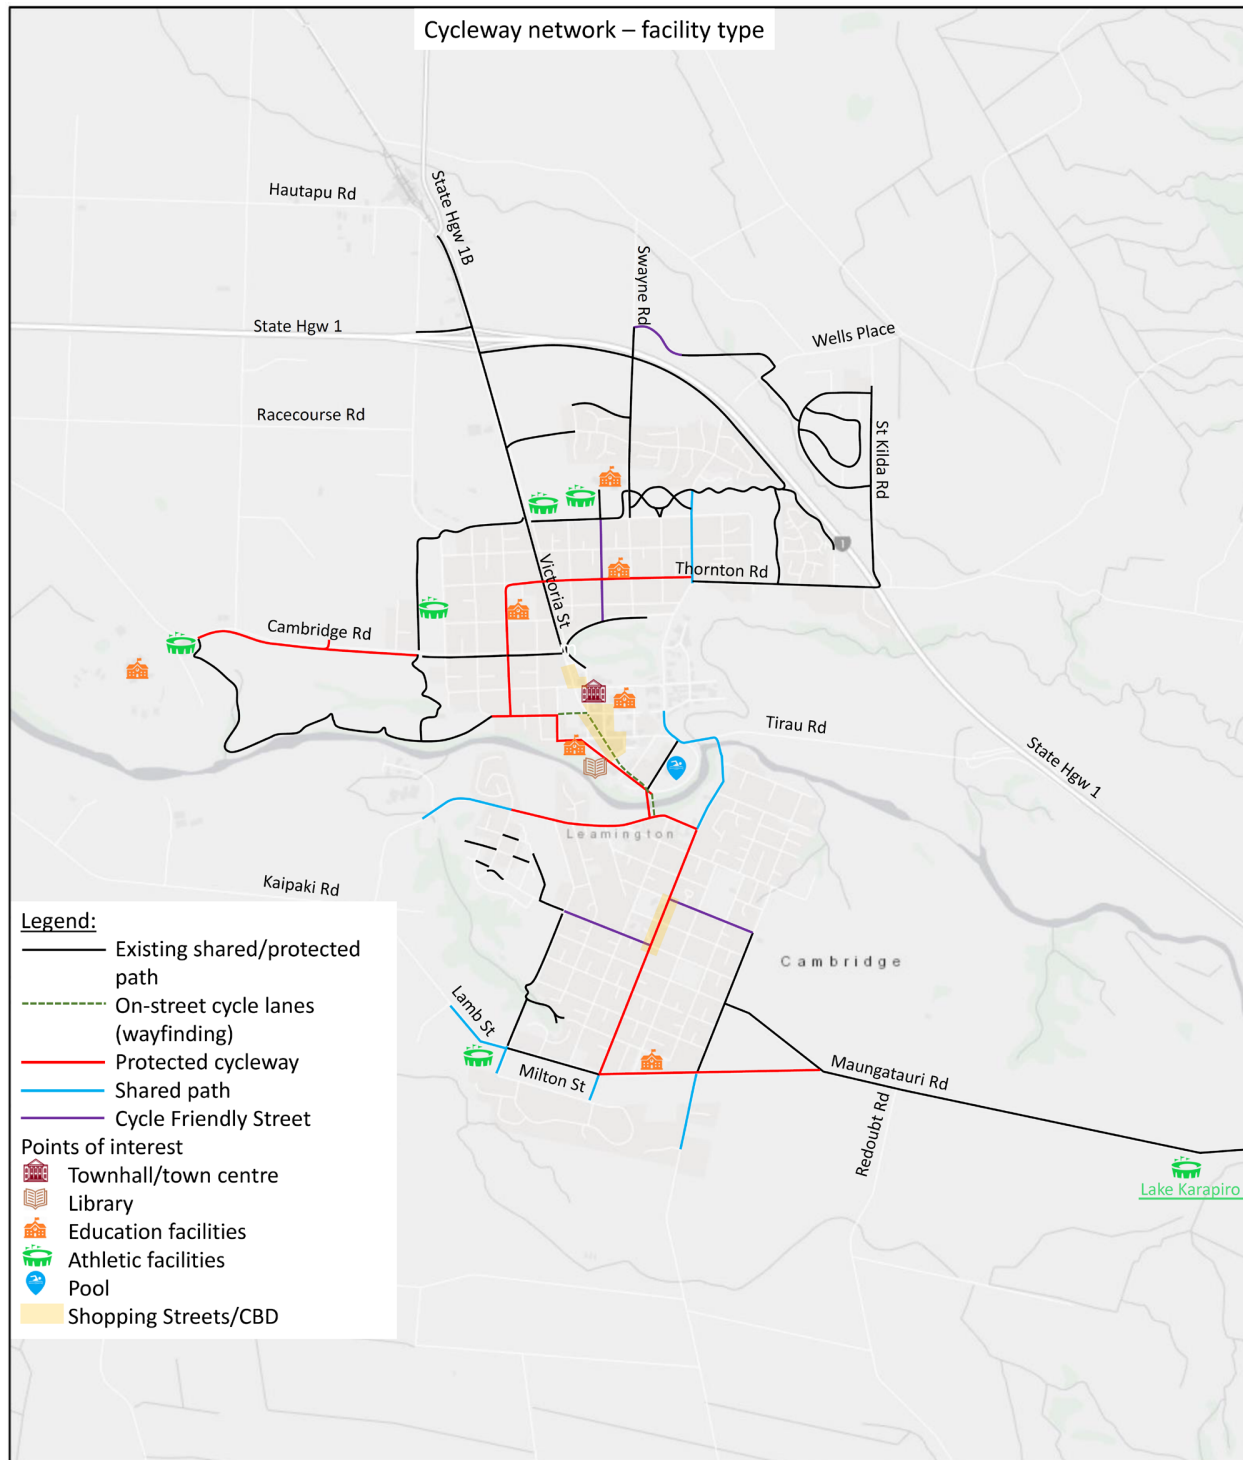 Cycleway network – facility type
Hautapu Rd
State Hgw 1B
Swayne Rd
State Hgw 1
Wells Place
Racecourse Rd
St Kilda Rd
1
Victoria St
Thornton Rd
Cambridge Rd
Tirau Rd
State Hgw 1
Leamington
Kaipaki Rd
Cambridge
Lamb St
Milton St
Maungatauri Rd
Redoubt Rd
Lake Karapiro
Legend:
Existing shared/protected
path
On-street cycle lanes
(wayfinding)
Protected cycleway
Shared path
Cycle Friendly Street
Points of interest
Townhall/town centre
Library
Education facilities
Athletic facilities
Pool
Shopping Streets/CBD